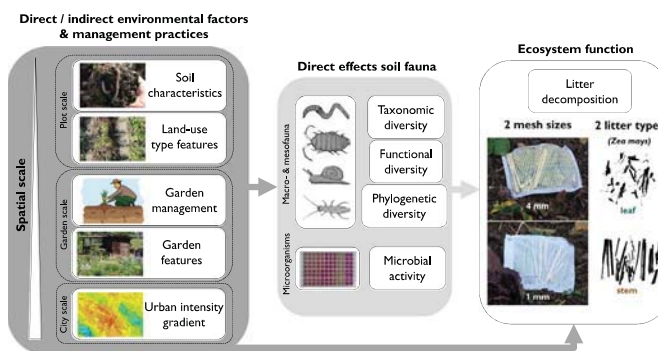 Direct / indirect environmental factors
& management practices
Spatial scale
Plot scale
Soil
characteristics
Land-use
type features
Garden scale
Garden
management
Garden
features
City scale
Urban intensity
gradient
Direct effects soil fauna
Macro- & mesofauna
Taxonomic
diversity
Functional
diversity
Phylogenetic
diversity
Microorganisms
Microbial
activity
Ecosystem function
Litter
decomposition
2 mesh sizes
2 litter type
(Zea mays)
4 mm
leaf
1 mm
stem